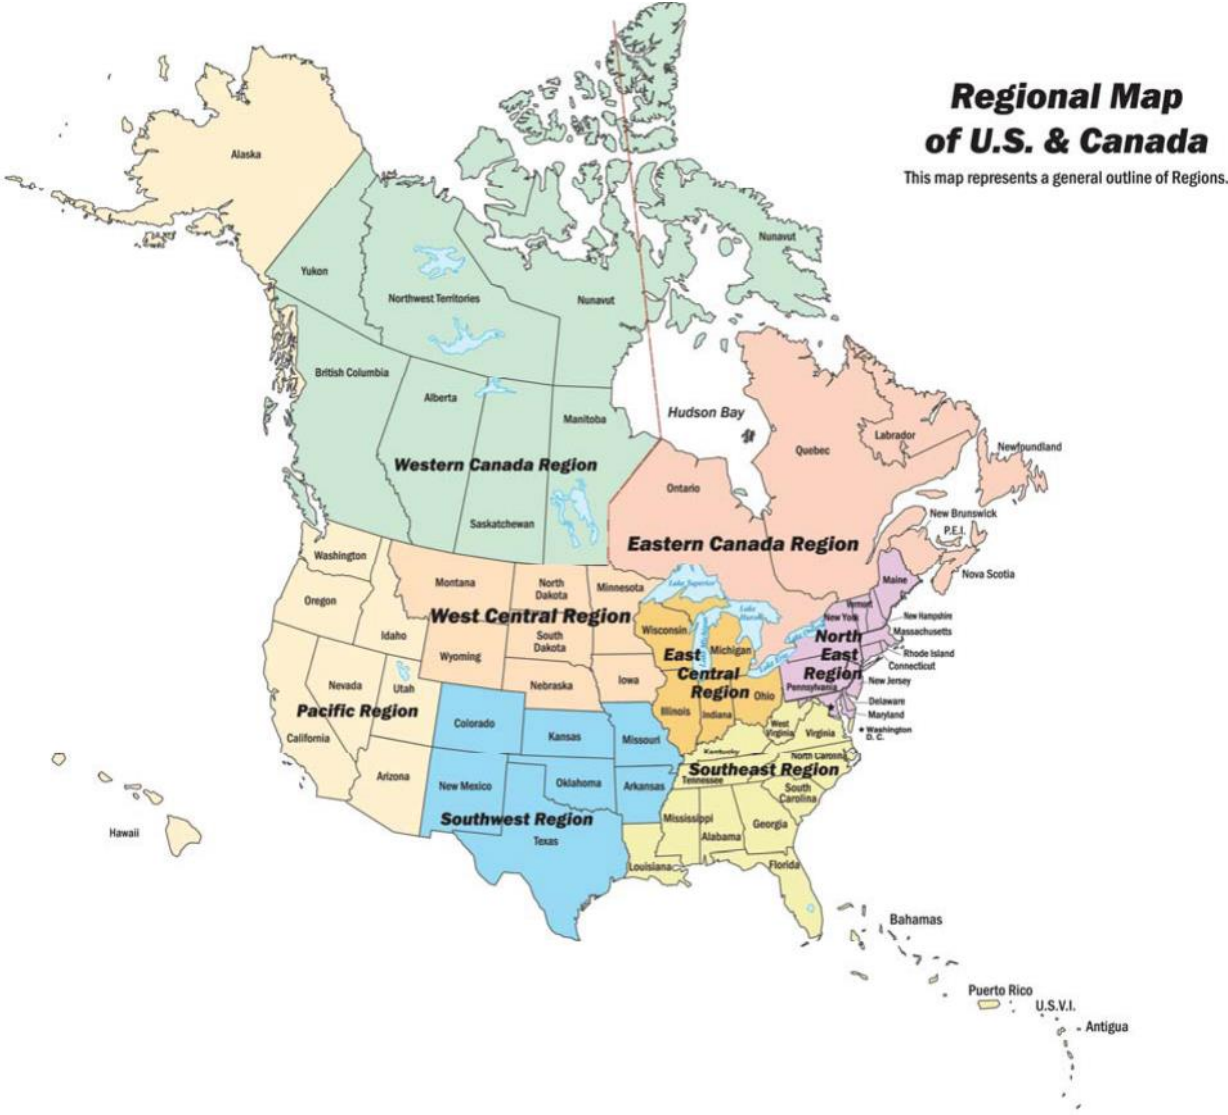 Regional Map
of U.S. & Canada
This map represents a general outline of Regions.
Alaska
Nunavut
Yukon
Northwest Territories
Nunavut
British Columbia
Alberta
Manitoba
Hudson Bay
Labrador
Newfoundland
Quebec
Western Canada Region
Ontario
Saskatchewan
New Brunswick
P.E.I.
Eastern Canada Region
Nova Scotia
Washington
Montana
North
Dakota
Minnesota
Lake Superior
Maine
Oregon
Lake
Huron
Vermont
New York
New Hampshire
West Central Region
Wisconsin
Lake Michigan
Michigan
Lake Ontario
Massachusetts
Idaho
South
Dakota
North
East
Region
Rhode Island
Connecticut
Wyoming
East
Central
Region
Lake Erie
Iowa
Nebraska
Nevada
Utah
Ohio
Pennsylvania
New Jersey
Pacific Region
Illinois
Indiana
Delaware
Maryland
Colorado
Kansas
Missouri
West
Virginia
Virginia
Washington
D. C.
California
Kentucky
North Carolina
Southeast Region
Arizona
New Mexico
Oklahoma
Arkansas
Tennessee
South
Carolina
Southwest Region
Mississippi
Georgia
Hawaii
Texas
Alabama
Louisiana
Florida
Bahamas
Puerto Rico
U.S.V.I.
Antigua